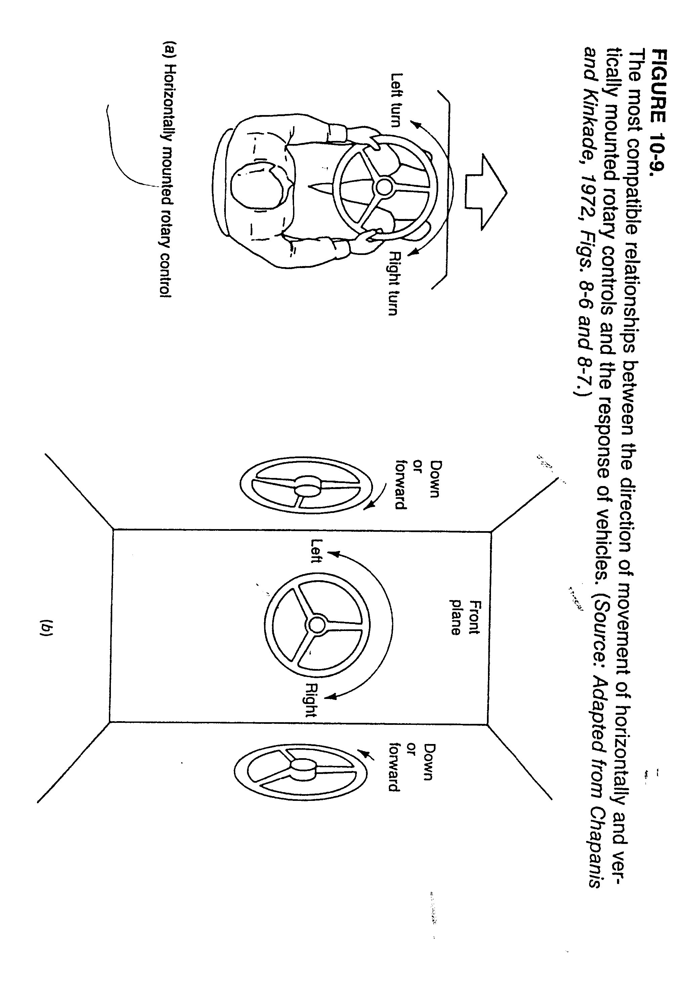 FIGURE 10-9.
The most compatible relationships between the direction of movement of horizontally and ver-
tically mounted rotary controls and the response of vehicles. (Source: Adapted from Chapanis
and Kinkade, 1972, Figs. 8-6 and 8-7.)
Left turn
Right turn
(a) Horizontally mounted rotary control
Down
or
forward
Front
plane
Left
Right
Down
or
forward
(b)